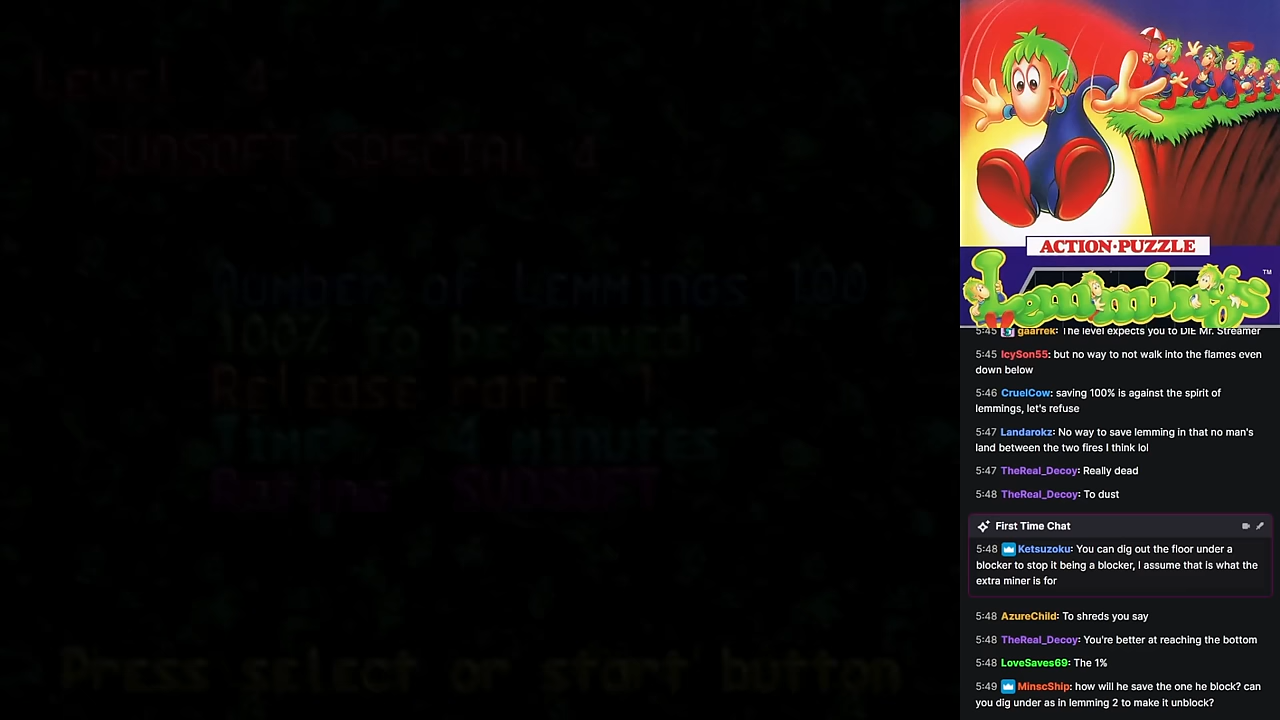 Level 4
SUNSOFT SPECIAL 4
Number of Lemmings 100
100% to be saved
Release rate 1
Time 4 minutes
Rating SUNSOFT
Press select or start button
ACTION·PUZZLE
Lemmings
TM
5:45 gaarrek: The level expects you to DIE Mr. Streamer
5:45 IcySon55: but no way to not walk into the flames even
down below
5:46 CruelCow: saving 100% is against the spirit of
lemmings, let's refuse
5:47 Landarokz: No way to save lemming in that no man's
land between the two fires I think lol
5:47 TheReal_Decoy: Really dead
5:48 TheReal_Decoy: To dust
First Time Chat
5:48 Ketsuzoku: You can dig out the floor under a
blocker to stop it being a blocker, I assume that is what the
extra miner is for
5:48 AzureChild: To shreds you say
5:48 TheReal_Decoy: You're better at reaching the bottom
5:48 LoveSaves69: The 1%
5:49 MinscShip: how will he save the one he block? can
you dig under as in lemming 2 to make it unblock?